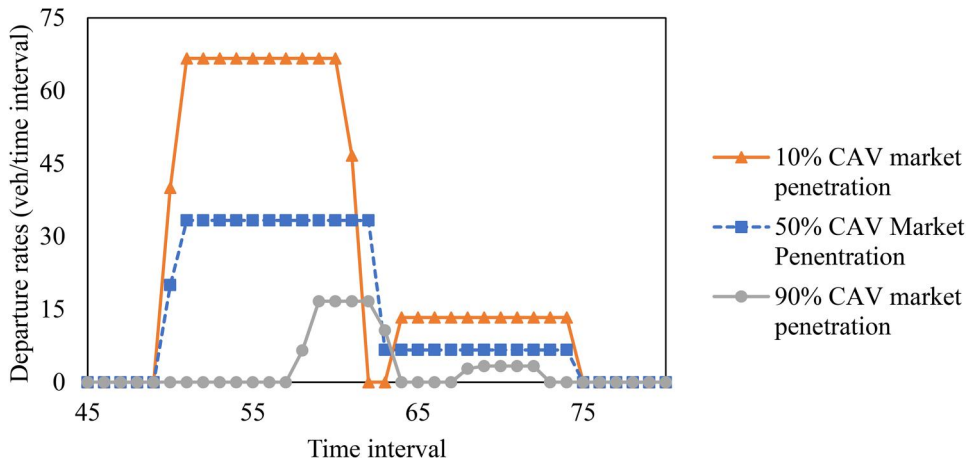 75
60
45
30
15
0
Departure rates (veh/time interval)
45
55
65
75
Time interval
10% CAV market
penetration
50% CAV Market
Penentration
90% CAV market
penetration